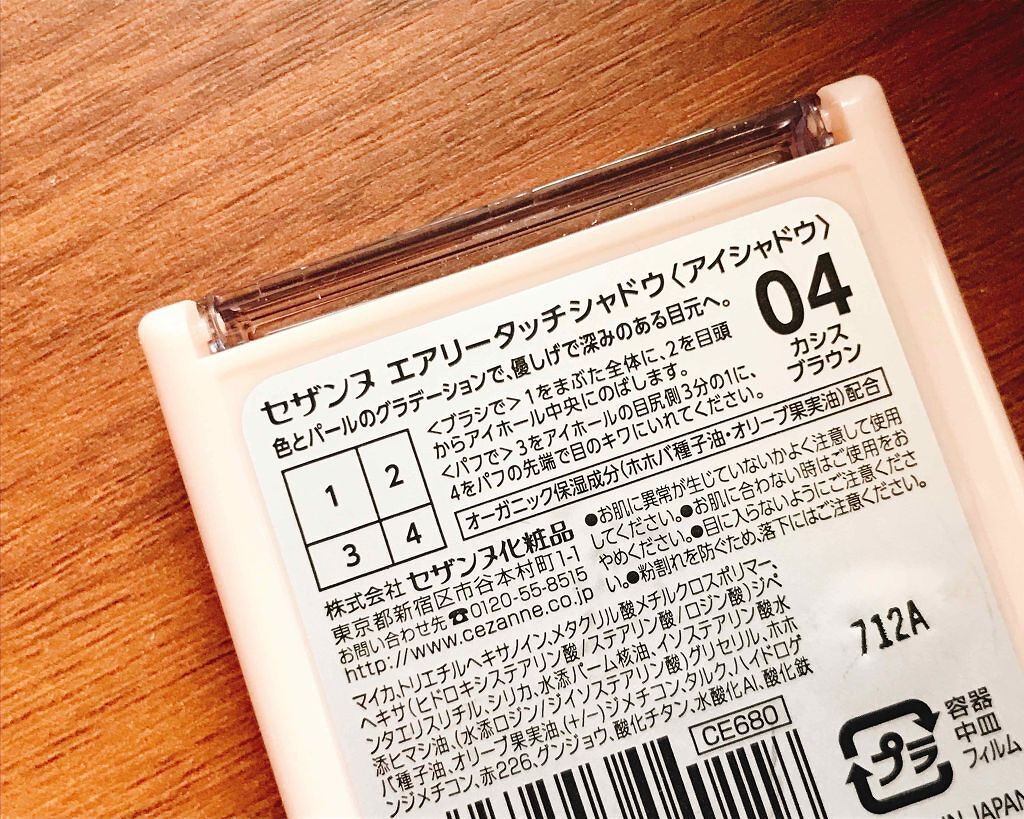 セザンヌ エアリータッチシャドウ〈アイシャドウ〉
色とパールのグラデーションで、優しげで深みのある目元へ。
04
カシス
ブラウン
1
2
3
4
<ブラシで>1をまぶた全体に、2を目頭
からアイホール中央にのばします。
<パフで>3をアイホールの目尻側3分の1に、
4をパフの先端で目のキワにいれてください。
オーガニック保湿成分(ホホバ種子油・オリーブ果実油)配合
株式会社 セザンヌ化粧品
東京都新宿区市谷本村町1-1
お問い合わせ先☎0120-55-8515
http://www.cezanne.co.jp
●お肌に異常が生じていないかよく注意して使用
してください。●お肌に合わない時はご使用をお
やめください。●目に入らないようにご注意くださ
い。●粉割れを防ぐため、落下にはご注意ください。
マイカ、トリエチルヘキサノイン、メタクリル酸メチルクロスポリマー、
ヘキサ(ヒドロキシステアリン酸/ステアリン酸/ロジン酸)ジペ
ンタエリスリチル、シリカ、水添パーム核油、イソステアリン酸水
添ヒマシ油、(水添ロジン/ジイソステアリン酸)グリセリル、ホホ
バ種子油、オリーブ果実油、(+/-)ジメチコン、タルク、ハイドロゲ
ンジメチコン、赤226、グンジョウ、酸化チタン、水酸化Al、酸化鉄
712A
CE680
プラ
容器
中皿
フィルム
IN JAPAN